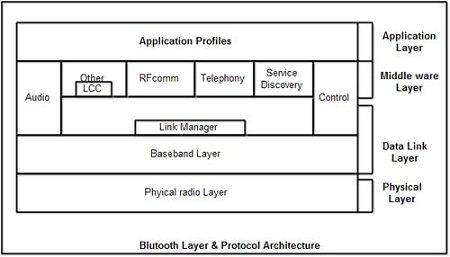 Application Profiles
Application
Layer
Audio
Other
LCC
RFcomm
Telephony
Service
Discovery
Control
Middle ware
Layer
Link Manager
Baseband Layer
Data Link
Layer
Phyical radio Layer
Physical
Layer
Blutooth Layer & Protocol Architecture